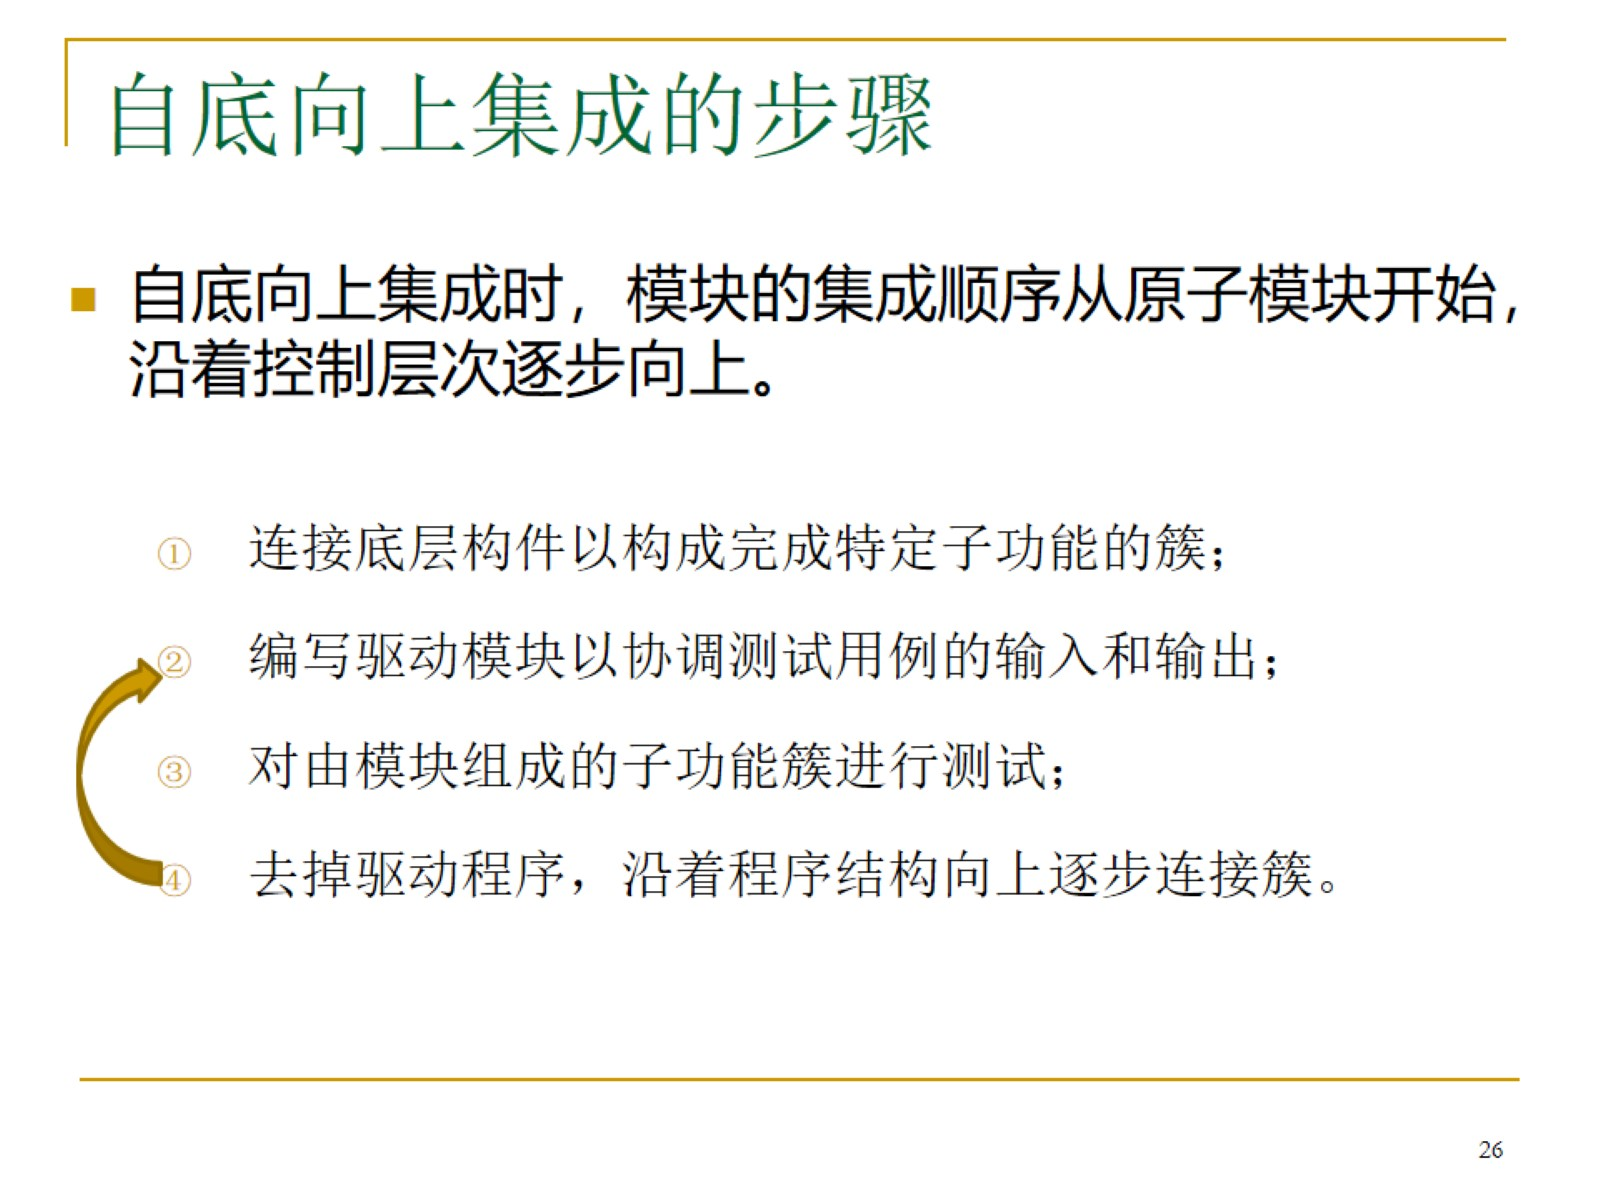 自底向上集成的步骤
自底向上集成时，模块的集成顺序从原子模块开始，
沿着控制层次逐步向上。
① 连接底层构件以构成完成特定子功能的簇；
② 编写驱动模块以协调测试用例的输入和输出；
③ 对由模块组成的子功能簇进行测试；
④ 去掉驱动程序，沿着程序结构向上逐步连接簇。
26